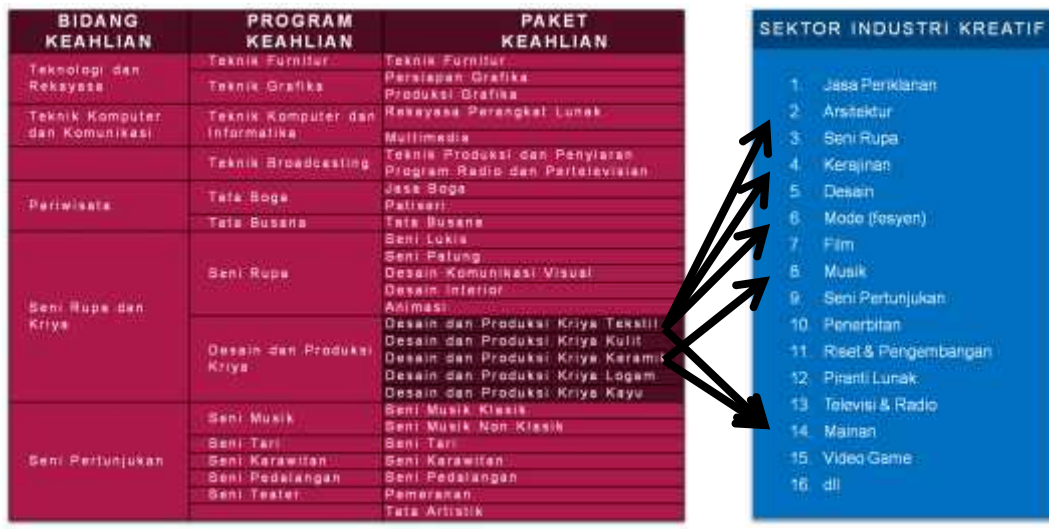 BIDANG
KEAHLIAN
PROGRAM
KEAHLIAN
PAKET
KEAHLIAN
Teknologi dan
Rekayasa
Teknik Furnitur
Teknik Furnitur
Teknik Grafika
Persiapan Grafika
Produksi Grafika
Teknik Komputer
dan Komunikasi
Teknik Komputer dan
Informatika
Rekayasa Perangkat Lunak
Multimedia
Teknik Broadcasting
Teknik Produksi dan Penyiaran
Program Radio dan Pertelevisian
Pariwisata
Tata Boga
Jasa Boga
Patiseri
Tata Busana
Tata Busana
Seni Rupa dan
Kriya
Seni Rupa
Seni Lukis
Seni Patung
Desain Komunikasi Visual
Desain Interior
Animasi
Desain dan Produksi
Kriya
Desain dan Produksi Kriya Tekstil
Desain dan Produksi Kriya Kulit
Desain dan Produksi Kriya Keramik
Desain dan Produksi Kriya Logam
Desain dan Produksi Kriya Kayu
Seni Pertunjukan
Seni Musik
Seni Musik Klasik
Seni Musik Non Klasik
Seni Tari
Seni Tari
Seni Karawitan
Seni Karawitan
Seni Pedalangan
Seni Pedalangan
Seni Teater
Pemeranan
Tata Artistik
SEKTOR INDUSTRI KREATIF
1. Jasa Periklanan
2. Arsitektur
3. Seni Rupa
4. Kerajinan
5. Desain
6. Mode (fesyen)
7. Film
8. Musik
9. Seni Pertunjukan
10. Penerbitan
11. Riset & Pengembangan
12. Piranti Lunak
13. Televisi & Radio
14. Mainan
15. Video Game
16. dll